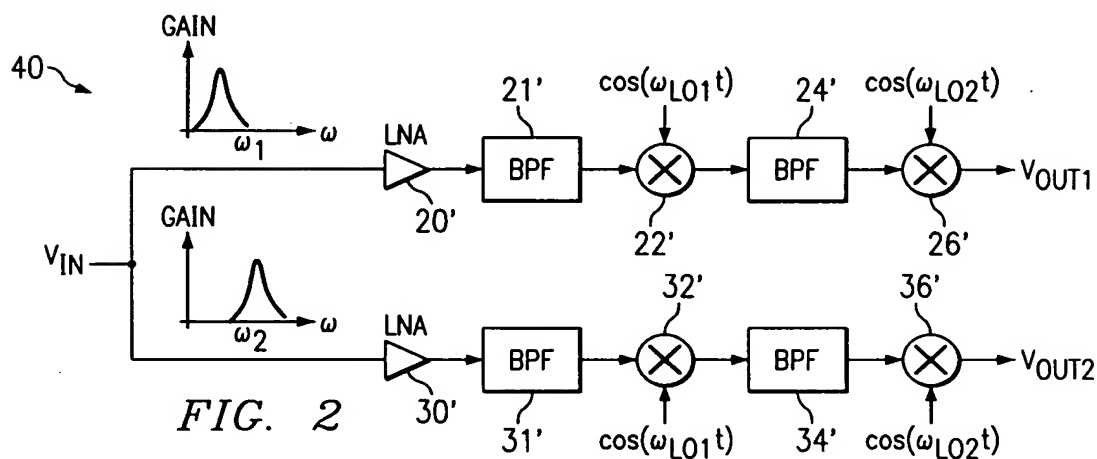 GAIN
40
ω
ω1
LNA
20'
21'
BPF
cos(ωLO1t)
22'
24'
BPF
cos(ωLO2t)
26'
VOUT1
GAIN
VIN
ω
ω2
LNA
30'
BPF
31'
32'
cos(ωLO1t)
BPF
34'
36'
cos(ωLO2t)
VOUT2
FIG. 2